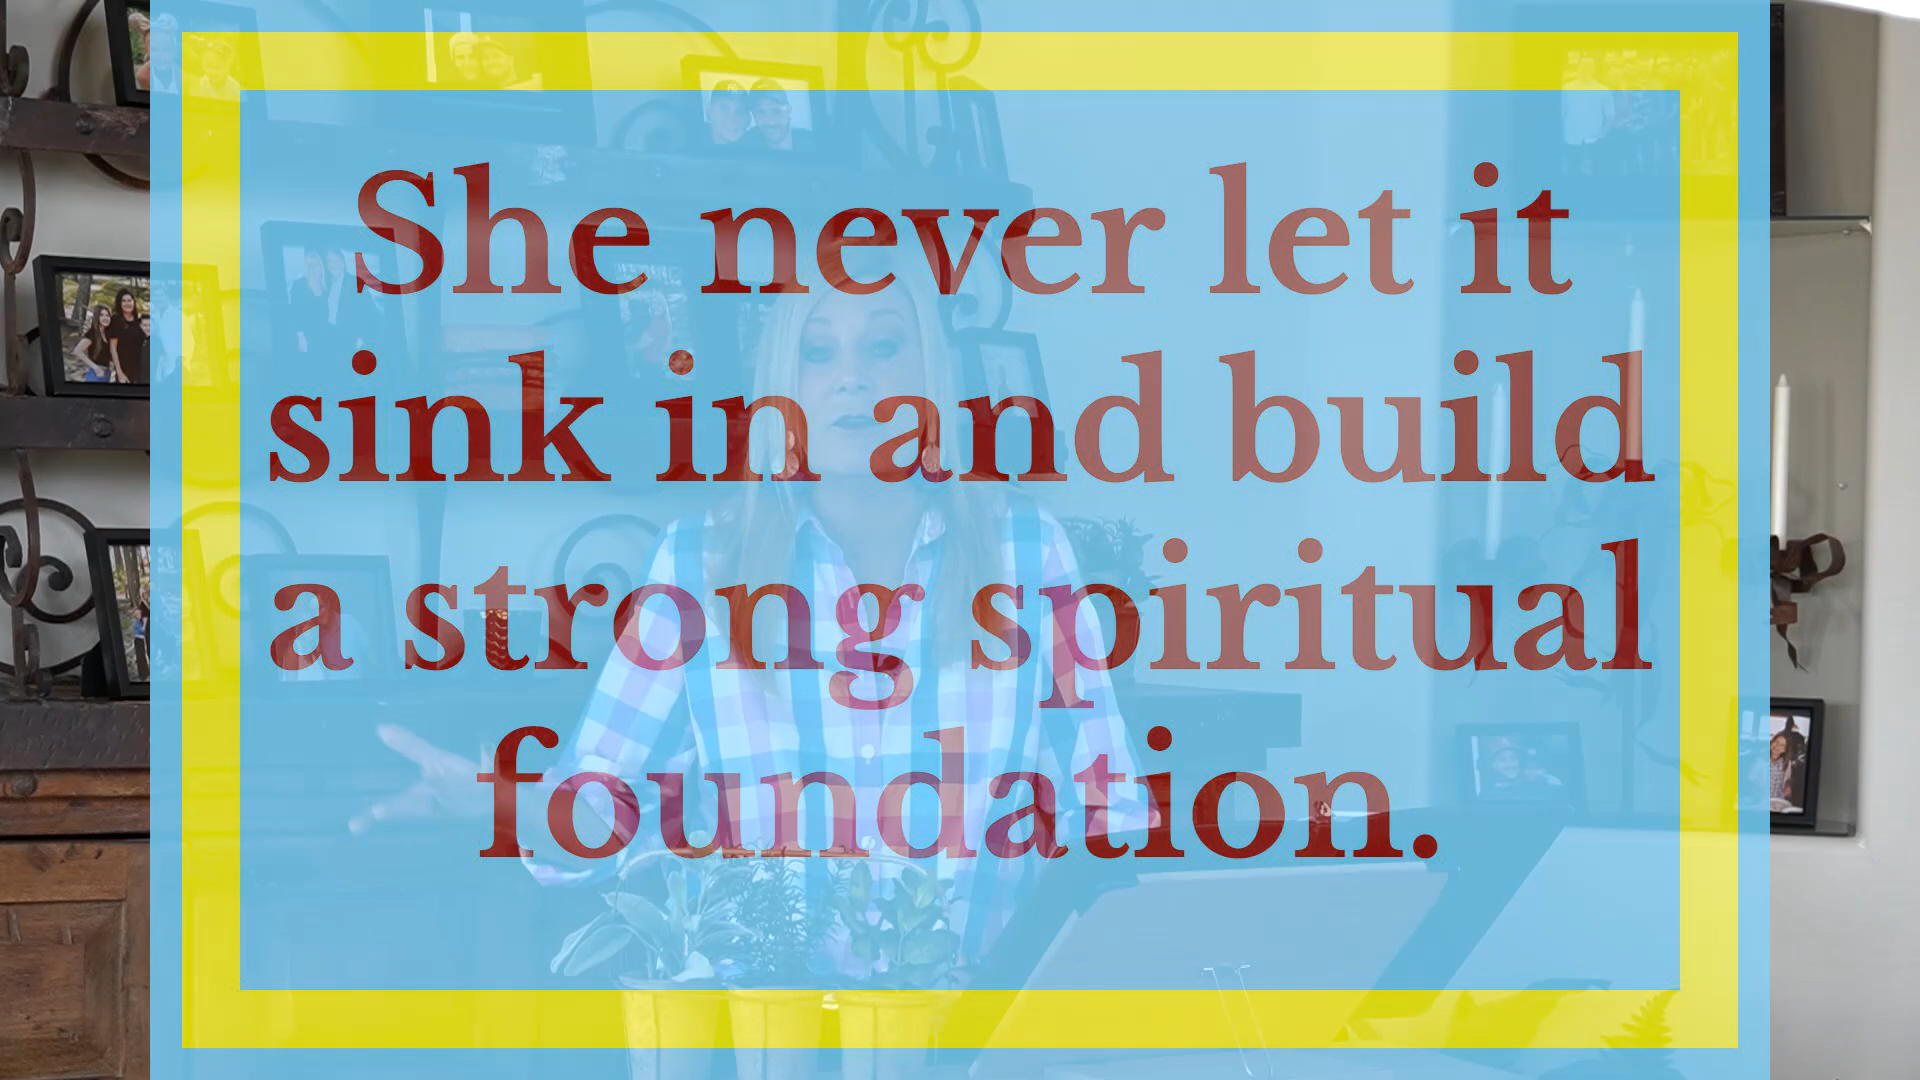 She never let it
sink in and build
a strong spiritual
foundation.